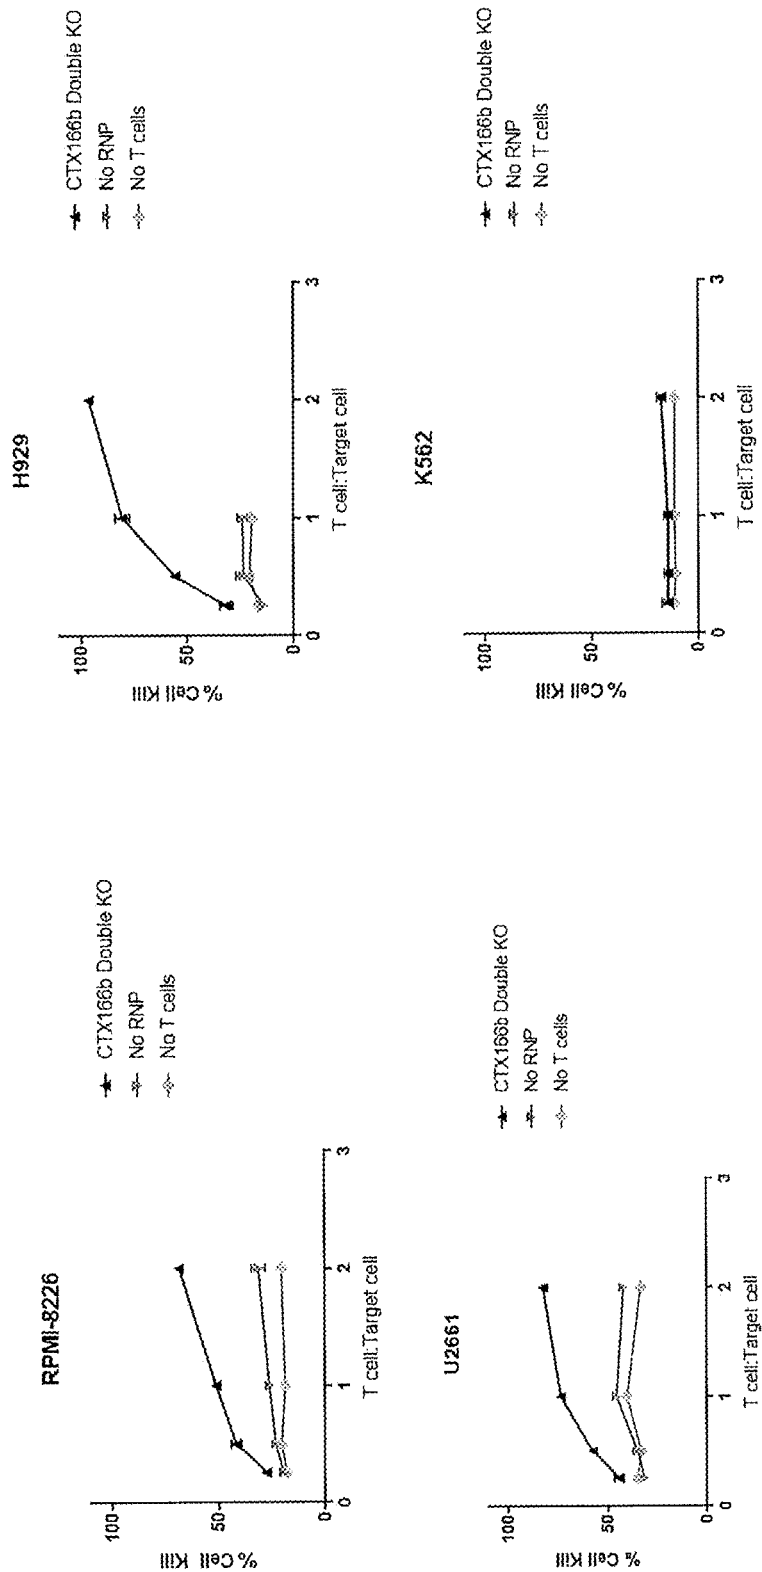 RPMI-8226
100
50
0
% Cell Kill
0
1
2
3
T cell:Target cell
CTX166b Double KO
No RNP
No T cells
H929
100
50
0
% Cell Kill
0
1
2
3
T cell:Target cell
CTX166b Double KO
No RNP
No T cells
U2661
100
50
0
% Cell Kill
0
1
2
3
T cell:Target cell
CTX166b Double KO
No RNP
No T cells
K562
100
50
0
% Cell Kill
0
1
2
3
T cell:Target cell
CTX166b Double KO
No RNP
No T cells